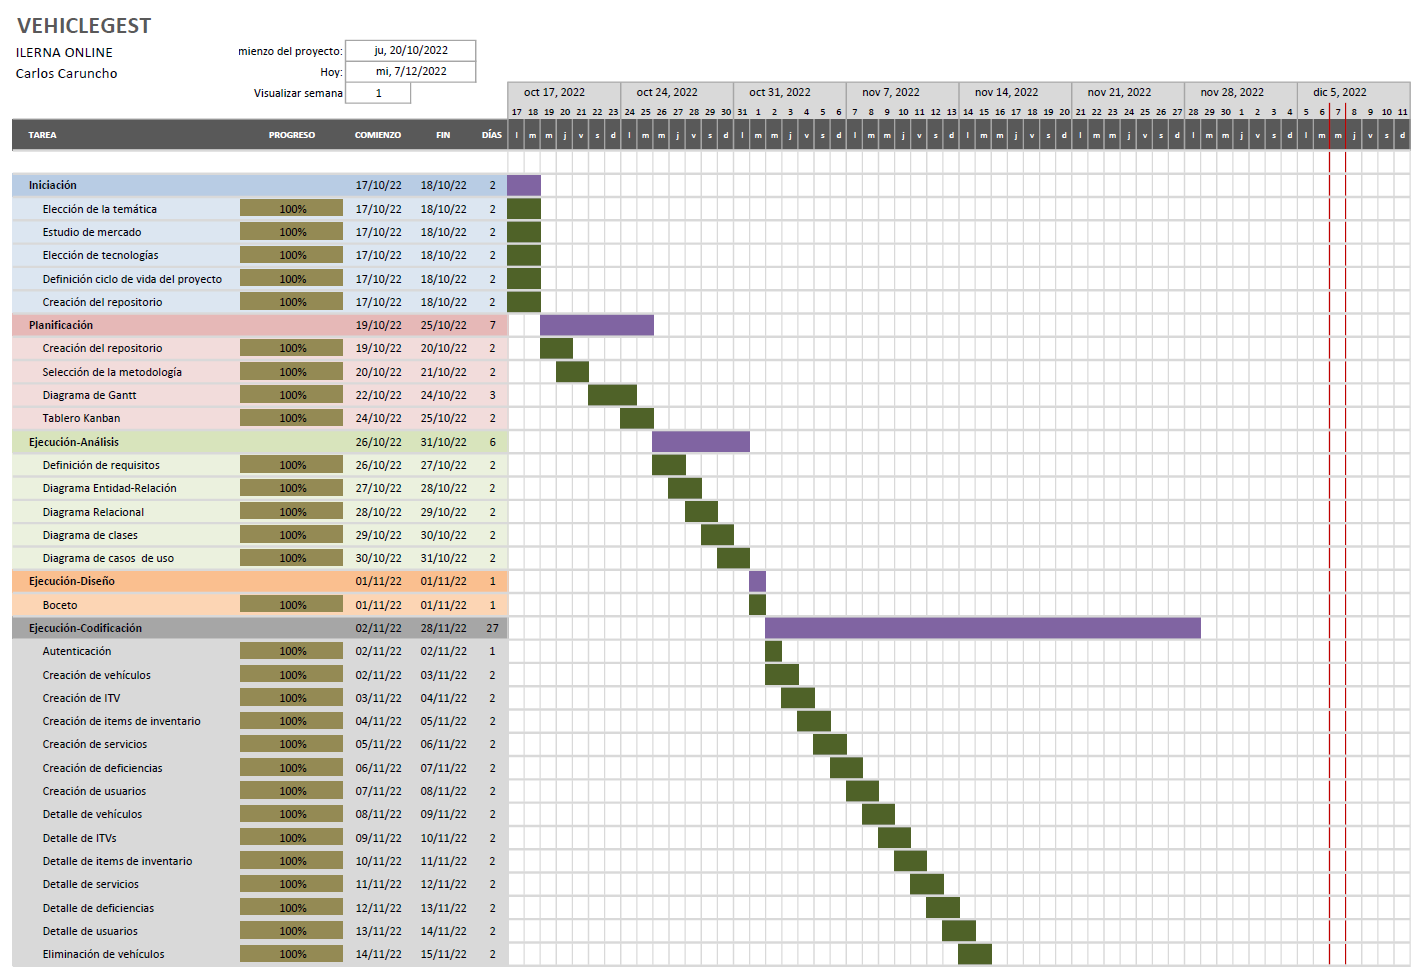 VEHICLEGEST
ILERNA ONLINE
mienzo del proyecto: ju, 20/10/2022
Carlos Caruncho
Hoy: mi, 7/12/2022
Visualizar semana 1
oct 17, 2022 oct 24, 2022 oct 31, 2022 nov 7, 2022 nov 14, 2022 nov 21, 2022 nov 28, 2022 dic 5, 2022
17 18 19 20 21 22 23 24 25 26 27 28 29 30 31 1 2 3 4 5 6 7 8 9 10 11 12 13 14 15 16 17 18 19 20 21 22 23 24 25 26 27 28 29 30 1 2 3 4 5 6 7 8 9 10 11
TAREA PROGRESO COMIENZO FIN DÍAS l m m j v s d l m m j v s d l m m j v s d l m m j v s d l m m j v s d l m m j v s d l m m j v s d l m m j v s d
Iniciación 17/10/22 18/10/22 2
Elección de la temática 100% 17/10/22 18/10/22 2
Estudio de mercado 100% 17/10/22 18/10/22 2
Elección de tecnologías 100% 17/10/22 18/10/22 2
Definición ciclo de vida del proyecto 100% 17/10/22 18/10/22 2
Creación del repositorio 100% 17/10/22 18/10/22 2
Planificación 19/10/22 25/10/22 7
Creación del repositorio 100% 19/10/22 20/10/22 2
Selección de la metodología 100% 20/10/22 21/10/22 2
Diagrama de Gantt 100% 22/10/22 24/10/22 3
Tablero Kanban 100% 24/10/22 25/10/22 2
Ejecución-Análisis 26/10/22 31/10/22 6
Definición de requisitos 100% 26/10/22 27/10/22 2
Diagrama Entidad-Relación 100% 27/10/22 28/10/22 2
Diagrama Relacional 100% 28/10/22 29/10/22 2
Diagrama de clases 100% 29/10/22 30/10/22 2
Diagrama de casos  de uso 100% 30/10/22 31/10/22 2
Ejecución-Diseño 01/11/22 01/11/22 1
Boceto 100% 01/11/22 01/11/22 1
Ejecución-Codificación 02/11/22 28/11/22 27
Autenticación 100% 02/11/22 02/11/22 1
Creación de vehículos 100% 02/11/22 03/11/22 2
Creación de ITV 100% 03/11/22 04/11/22 2
Creación de items de inventario 100% 04/11/22 05/11/22 2
Creación de servicios 100% 05/11/22 06/11/22 2
Creación de deficiencias 100% 06/11/22 07/11/22 2
Creación de usuarios 100% 07/11/22 08/11/22 2
Detalle de vehículos 100% 08/11/22 09/11/22 2
Detalle de ITVs 100% 09/11/22 10/11/22 2
Detalle de items de inventario 100% 10/11/22 11/11/22 2
Detalle de servicios 100% 11/11/22 12/11/22 2
Detalle de deficiencias 100% 12/11/22 13/11/22 2
Detalle de usuarios 100% 13/11/22 14/11/22 2
Eliminación de vehículos 100% 14/11/22 15/11/22 2